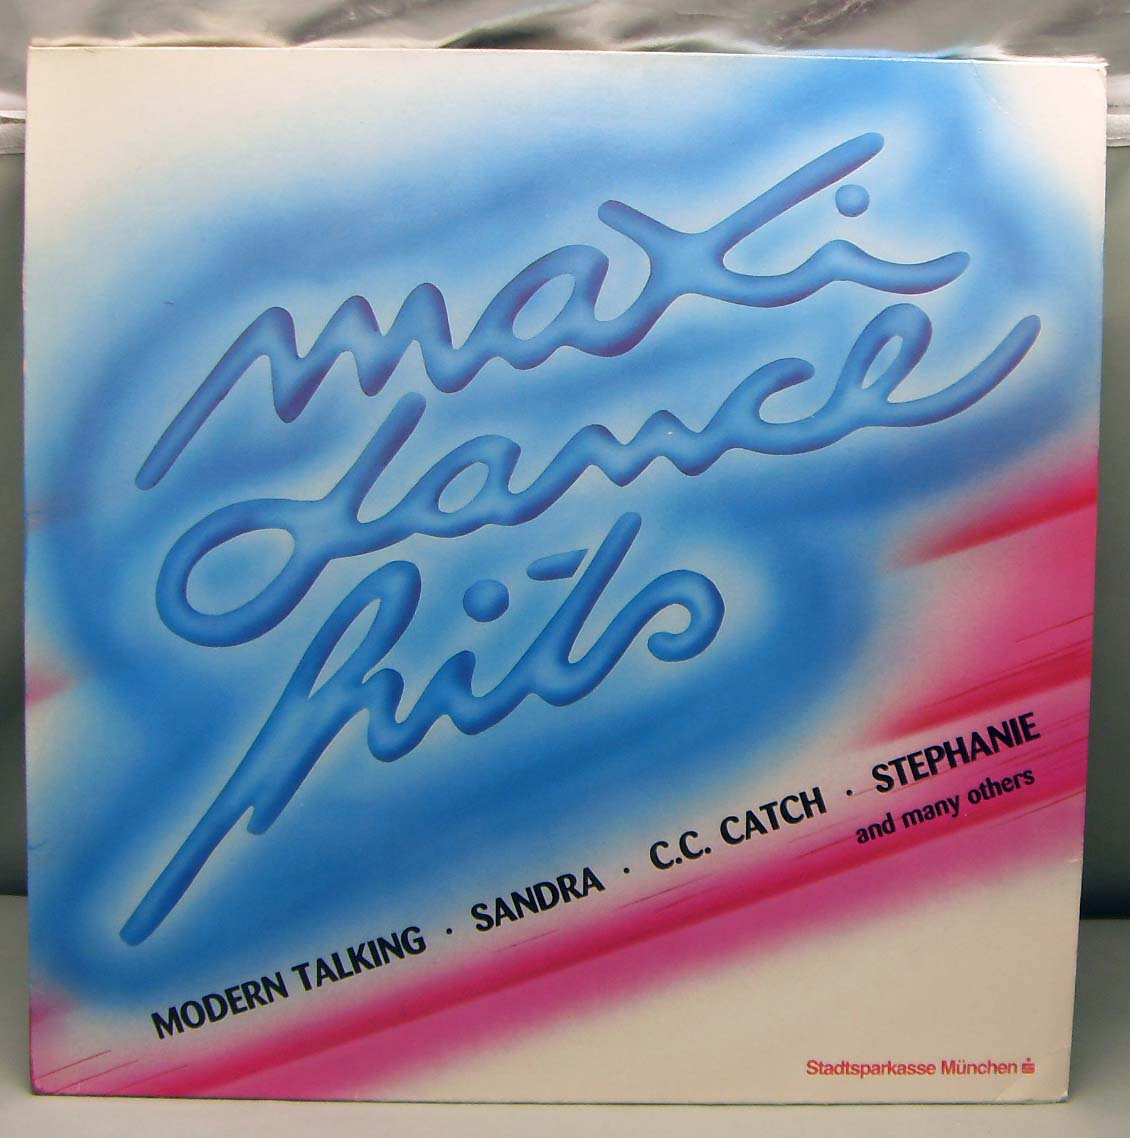 maxi
dance
hits
MODERN TALKING · SANDRA · C.C. CATCH · STEPHANIE
and many others
Stadtsparkasse München